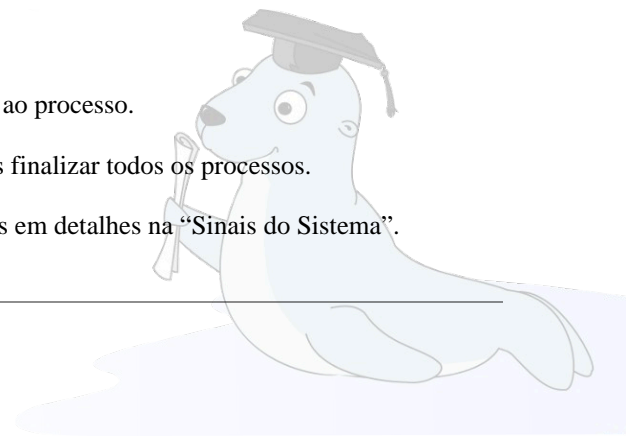 ao processo.
s finalizar todos os processos.
s em detalhes na “Sinais do Sistema”.